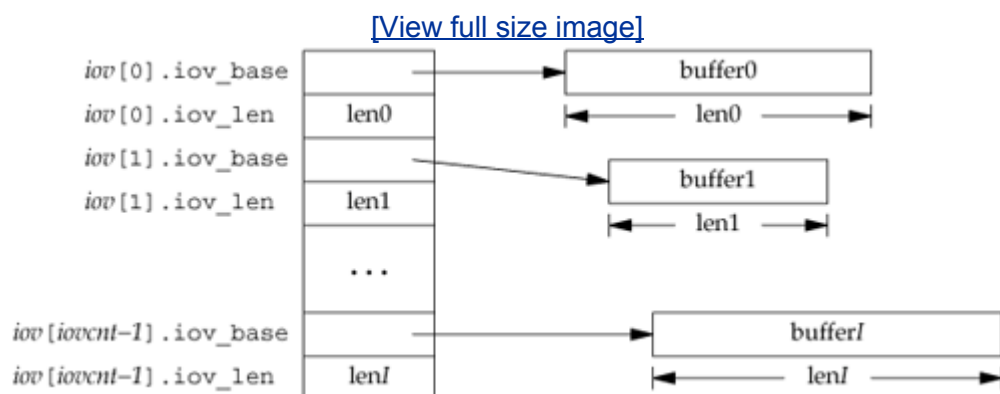 [View full size image]
iov[0].iov_base
buffer0
iov[0].iov_len len0
len0
iov[1].iov_base
buffer1
iov[1].iov_len len1
len1
• • •
iov[iovcnt–1].iov_base
bufferI
iov[iovcnt–1].iov_len lenI
lenI